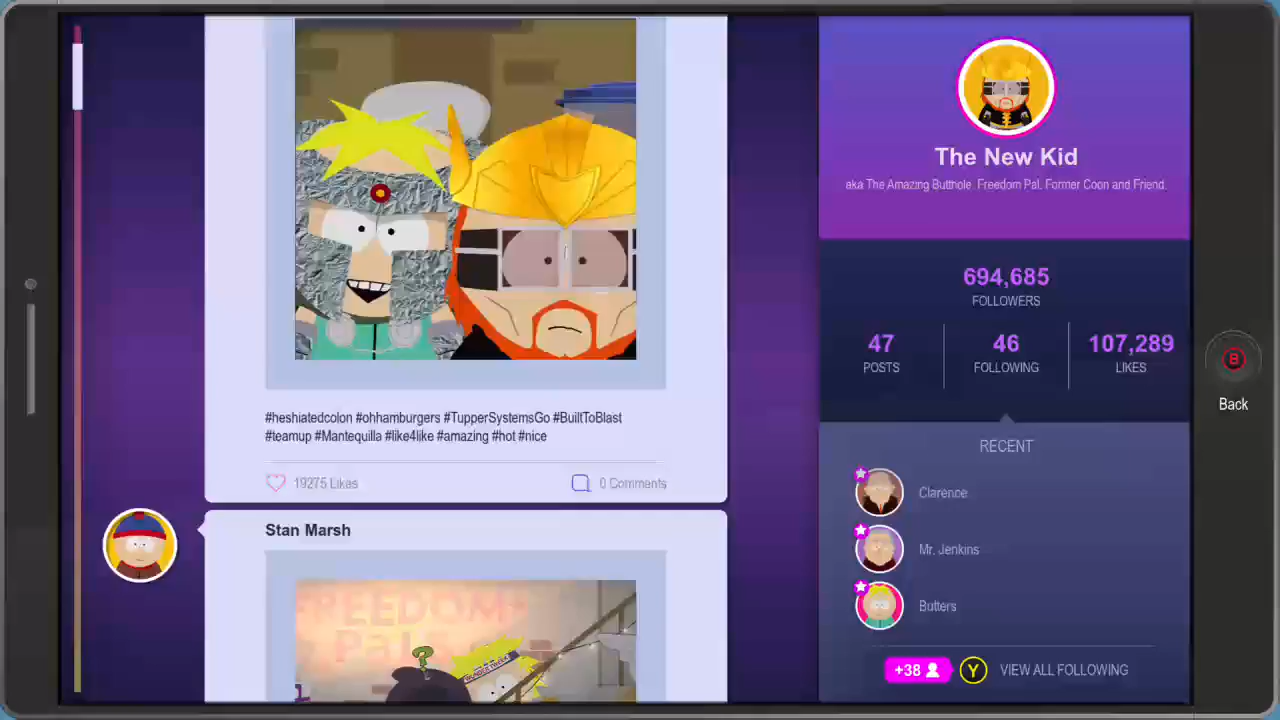 #heshiatedcolon #ohhamburgers #TupperSystemsGo #BuiltToBlast
#teamup #Mantequilla #like4like #amazing #hot #nice
19275 Likes
0 Comments
Stan Marsh
FREEDOM
Pal
The New Kid
aka The Amazing Butthole. Freedom Pal. Former Coon and Friend.
694,685
FOLLOWERS
47
POSTS
46
FOLLOWING
107,289
LIKES
RECENT
Clarence
Mr. Jenkins
Butters
+38
Y
VIEW ALL FOLLOWING
B
Back